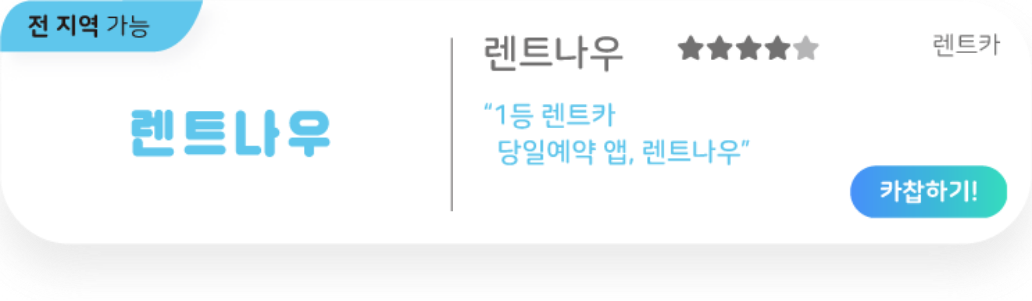 전 지역 가능
렌트나우
렌트나우
렌트카
“1등 렌트카
당일예약 앱, 렌트나우”
카찹하기!